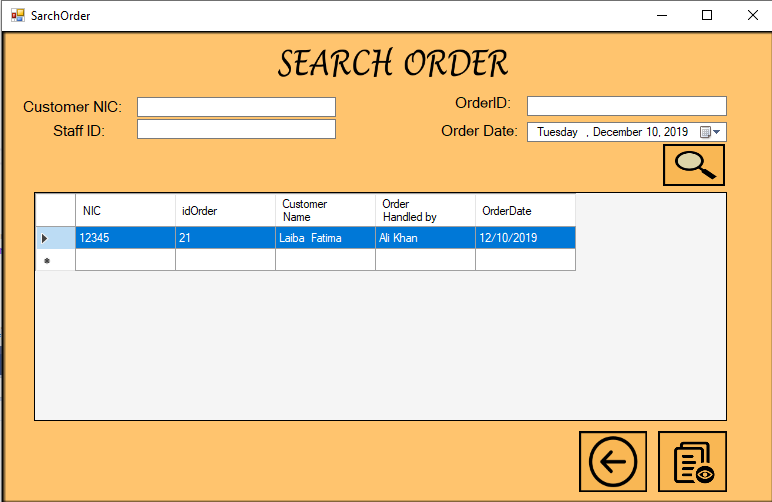 SarchOrder
SEARCH ORDER
Customer NIC:
OrderID:
Staff ID:
Order Date:
Tuesday , December 10, 2019
NIC
idOrder
Customer
Name
Order
Handled by
OrderDate
12345
21
Laiba Fatima
Ali Khan
12/10/2019